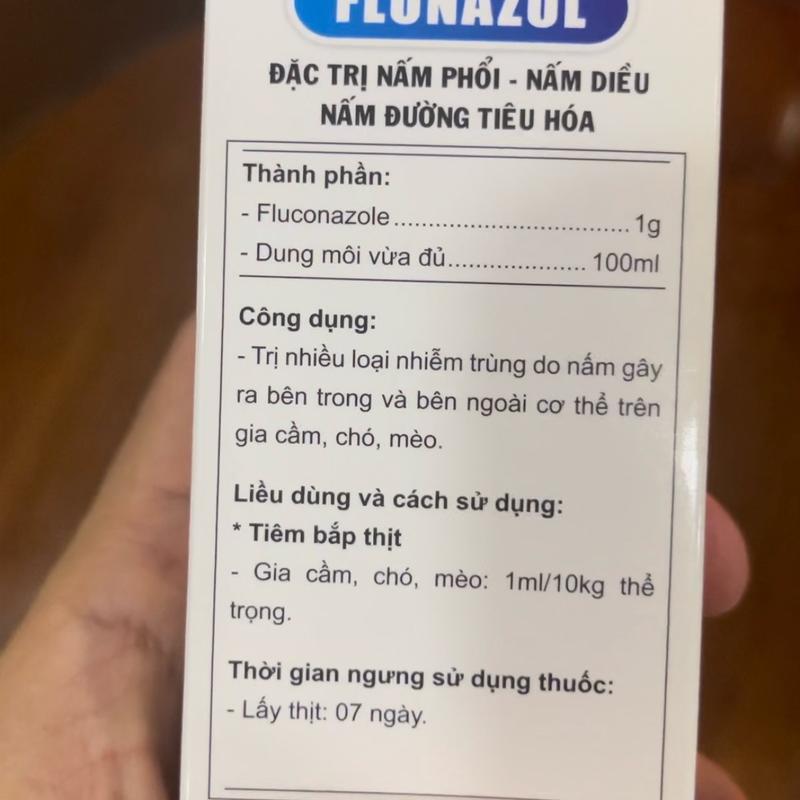 FLUNAZOL
ĐẶC TRỊ NẤM PHỔI - NẤM DIỀU
NẤM ĐƯỜNG TIÊU HÓA
Thành phần:
- Fluconazole.................................. 1g
- Dung môi vừa đủ.................... 100ml
Công dụng:
- Trị nhiều loại nhiễm trùng do nấm gây
ra bên trong và bên ngoài cơ thể trên
gia cầm, chó, mèo.
Liều dùng và cách sử dụng:
* Tiêm bắp thịt
- Gia cầm, chó, mèo: 1ml/10kg thể
trọng.
Thời gian ngưng sử dụng thuốc:
- Lấy thịt: 07 ngày.